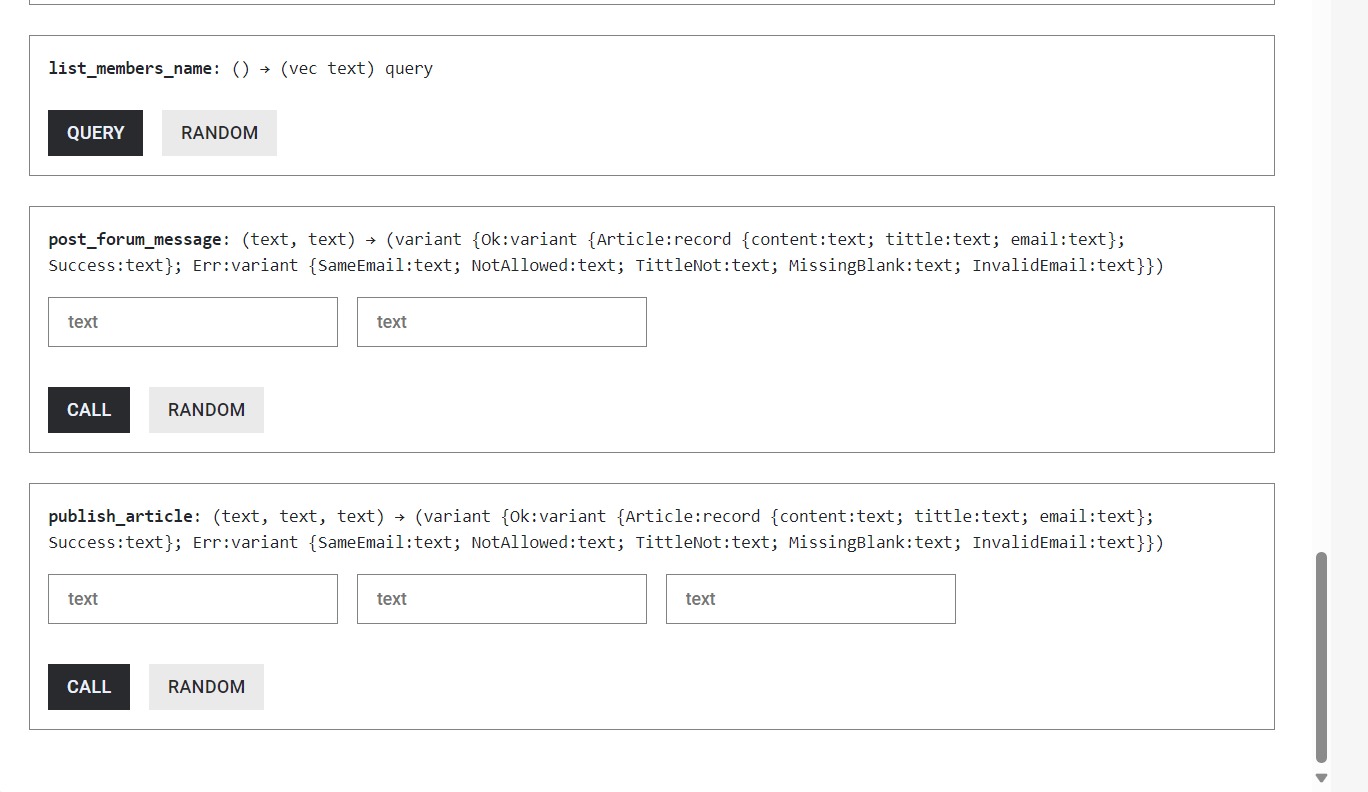 list_members_name: () → (vec text) query
QUERY RANDOM
post_forum_message: (text, text) → (variant {Ok:variant {Article:record {content:text; tittle:text; email:text};
Success:text}; Err:variant {SameEmail:text; NotAllowed:text; TittleNot:text; MissingBlank:text; InvalidEmail:text}})
text text
CALL RANDOM
publish_article: (text, text, text) → (variant {Ok:variant {Article:record {content:text; tittle:text; email:text};
Success:text}; Err:variant {SameEmail:text; NotAllowed:text; TittleNot:text; MissingBlank:text; InvalidEmail:text}})
text text text
CALL RANDOM